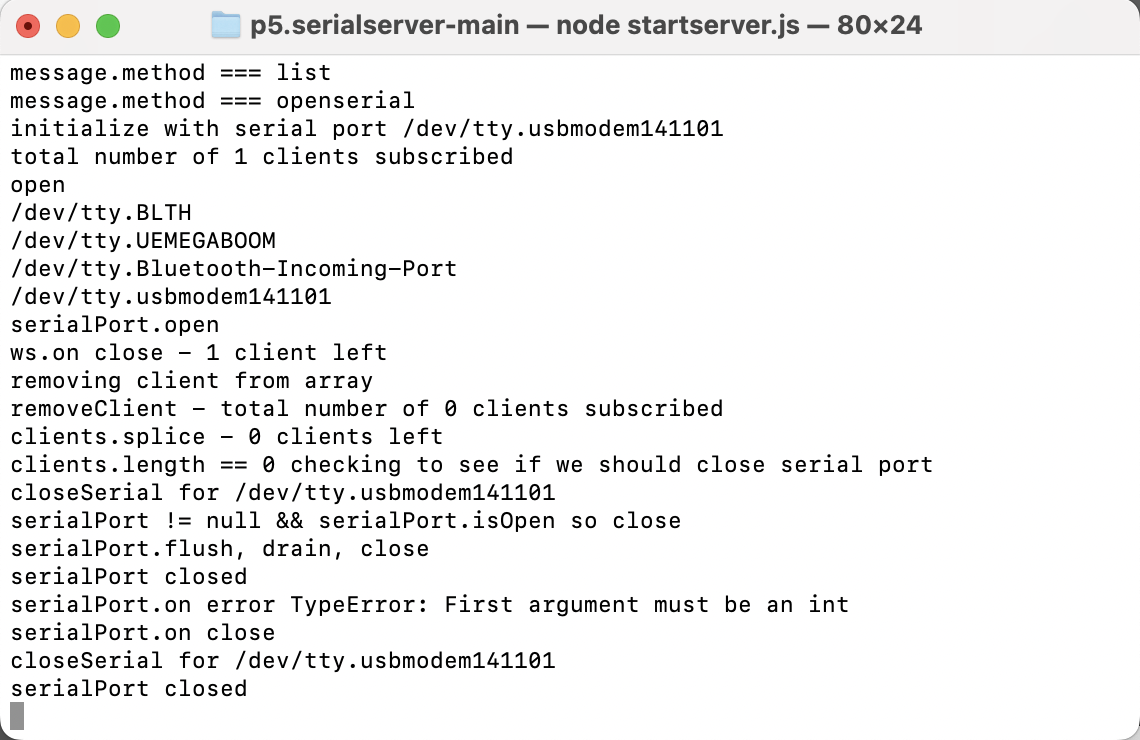 p5.serialserver-main — node startserver.js — 80×24
message.method === list
message.method === openserial
initialize with serial port /dev/tty.usbmodem141101
total number of 1 clients subscribed
open
/dev/tty.BLTH
/dev/tty.UEMEGABOOM
/dev/tty.Bluetooth-Incoming-Port
/dev/tty.usbmodem141101
serialPort.open
ws.on close - 1 client left
removing client from array
removeClient - total number of 0 clients subscribed
clients.splice - 0 clients left
clients.length == 0 checking to see if we should close serial port
closeSerial for /dev/tty.usbmodem141101
serialPort != null && serialPort.isOpen so close
serialPort.flush, drain, close
serialPort closed
serialPort.on error TypeError: First argument must be an int
serialPort.on close
closeSerial for /dev/tty.usbmodem141101
serialPort closed